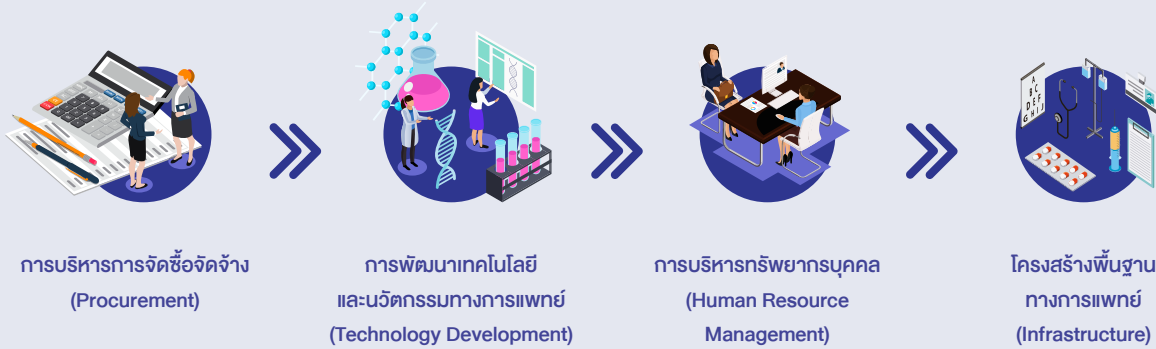 การบริหารการจัดซื้อจัดจ้าง
(Procurement)
การพัฒนาเทคโนโลยี
และนวัตกรรมทางการแพทย์
(Technology Development)
การบริหารทรัพยากรบุคคล
(Human Resource
Management)
A
B C
D E F
G H I J
โครงสร้างพื้นฐาน
ทางการแพทย์
(Infrastructure)